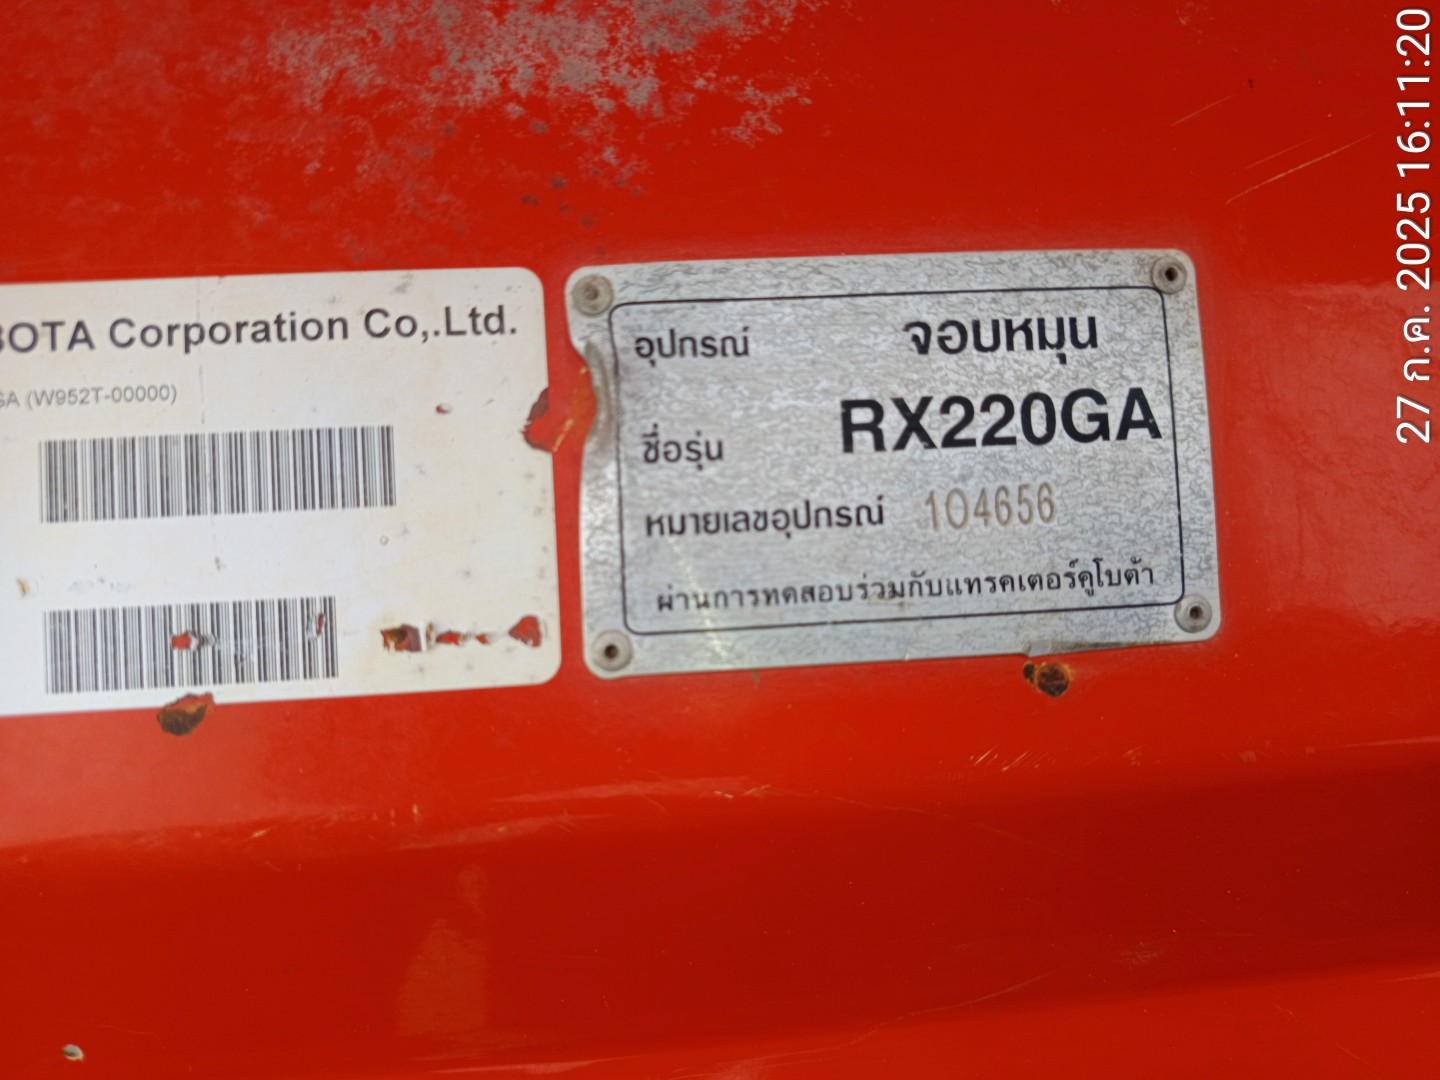 BOTA Corporation Co,.Ltd.
GA (W952T-00000)
อุปกรณ์ จอบหมุน
ชื่อรุ่น RX220GA
หมายเลขอุปกรณ์ 104656
ผ่านการทดสอบร่วมกับแทรคเตอร์คูโบต้า
27 ก.ค. 2025 16:11:20